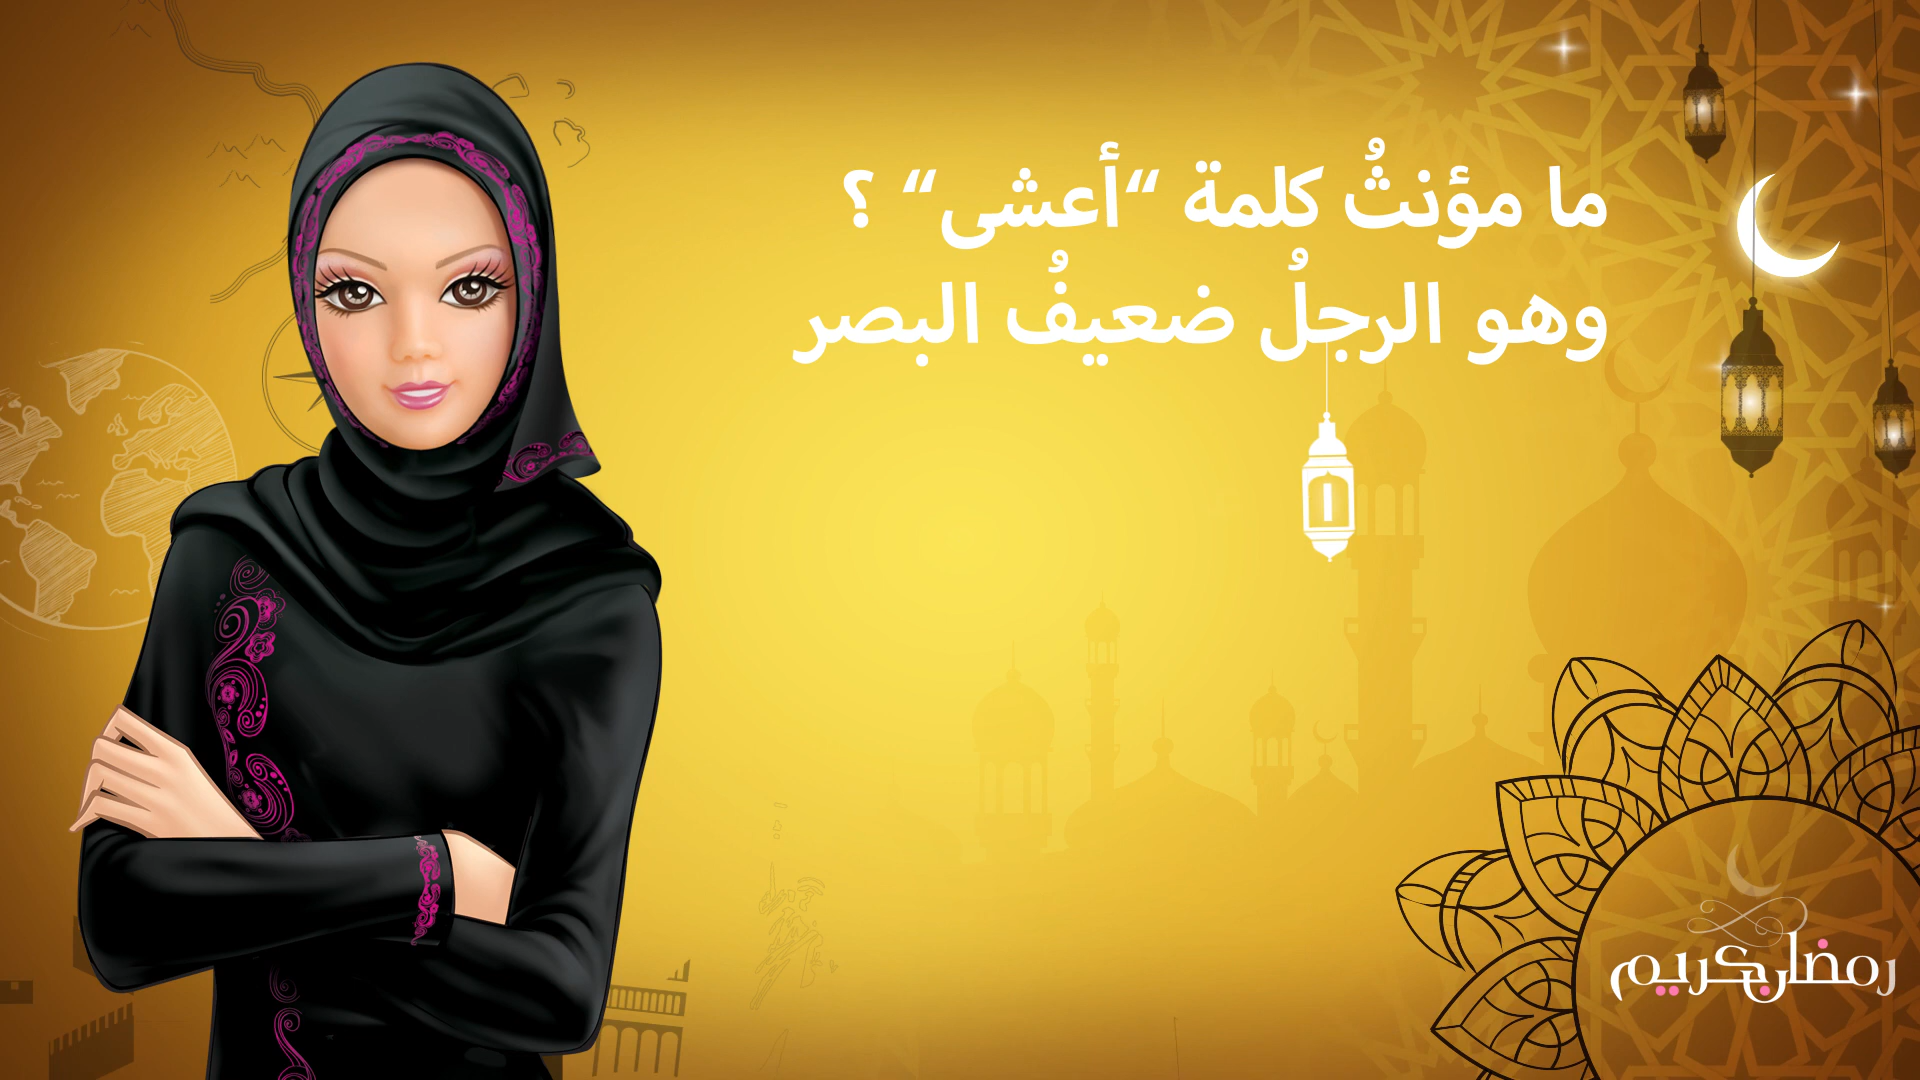 ما مؤنثُ كلمة “أعشى“ ؟
وهو الرجلُ ضعيفُ البصر
رمضان كريم